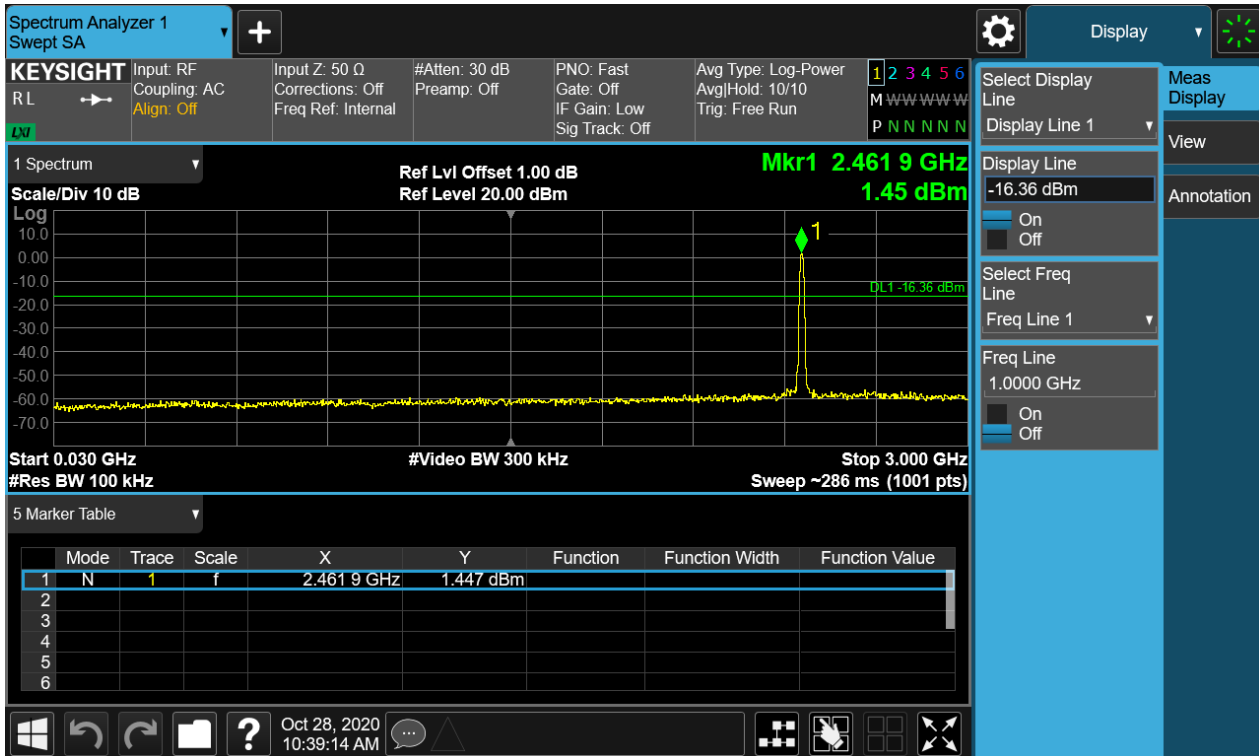 Spectrum Analyzer 1
Swept SA
+
Display
KEYSIGHT
R L
LXI
Input: RF
Coupling: AC
Align: Off
Input Z: 50 Ω
Corrections: Off
Freq Ref: Internal
#Atten: 30 dB
Preamp: Off
PNO: Fast
Gate: Off
IF Gain: Low
Sig Track: Off
Avg Type: Log-Power
Avg|Hold: 10/10
Trig: Free Run
1 2 3 4 5 6
M W W W W W
P N N N N N
1 Spectrum
Scale/Div 10 dB
Ref Lvl Offset 1.00 dB
Ref Level 20.00 dBm
Mkr1 2.461 9 GHz
1.45 dBm
Log
10.0
0.00
-10.0
-20.0
-30.0
-40.0
-50.0
-60.0
-70.0
1
DL1 -16.36 dBm
Start 0.030 GHz
#Video BW 300 kHz
Stop 3.000 GHz
#Res BW 100 kHz
Sweep ~286 ms (1001 pts)
5 Marker Table
Mode Trace Scale X Y Function Function Width Function Value
1 N 1 f 2.461 9 GHz 1.447 dBm
2
3
4
5
6
Select Display
Line
Display Line 1
Display Line
-16.36 dBm
On
Off
Select Freq
Line
Freq Line 1
Freq Line
1.0000 GHz
On
Off
Meas
Display
View
Annotation
?
Oct 28, 2020
10:39:14 AM